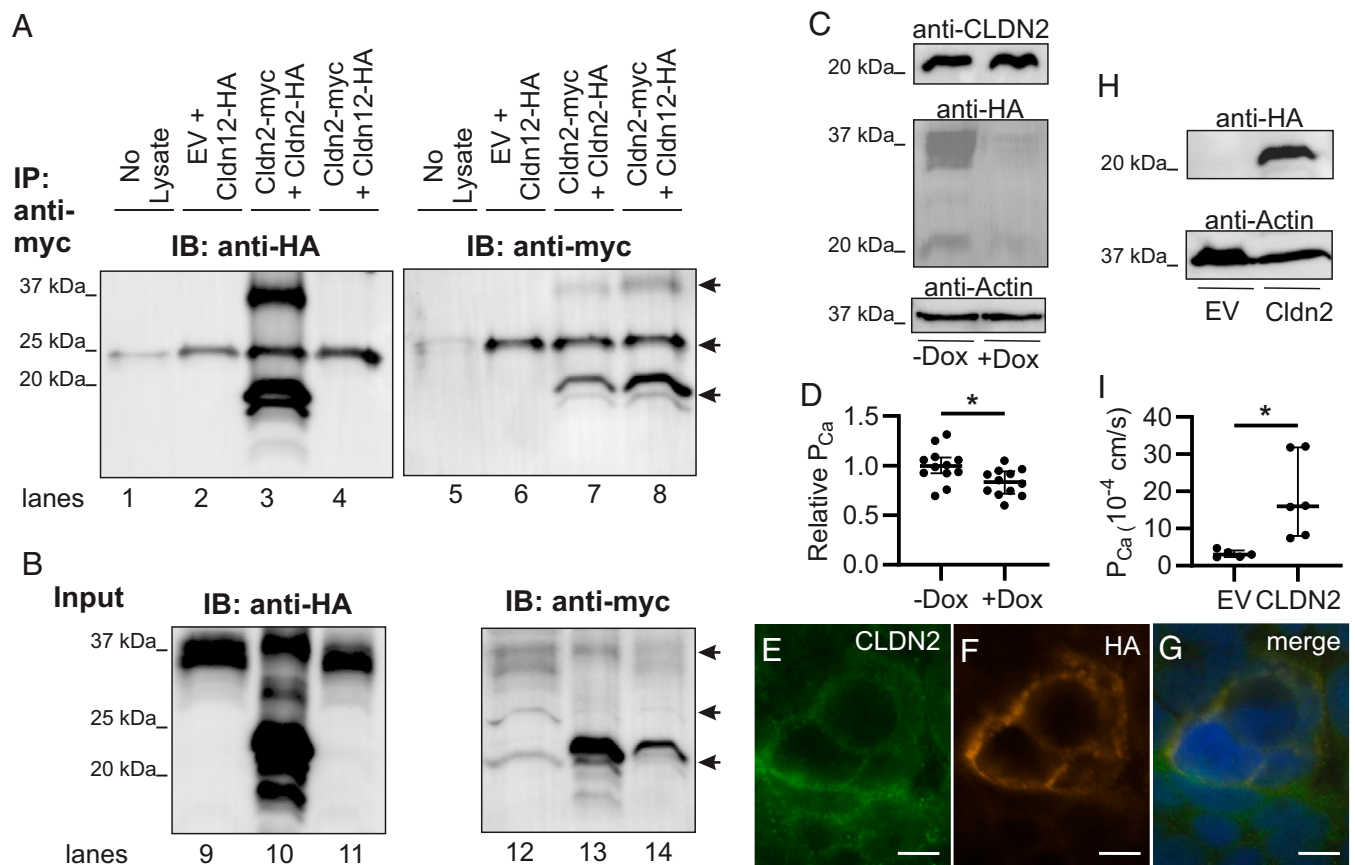 A
IP:
anti-
myc
No
Lysate
EV +
Cldn12-HA
Cldn2-myc
+ Cldn2-HA
Cldn2-myc
+ Cldn12-HA
No
Lysate
EV +
Cldn12-HA
Cldn2-myc
+ Cldn2-HA
Cldn2-myc
+ Cldn12-HA
IB: anti-HA
IB: anti-myc
37 kDa_
25 kDa_
20 kDa_
lanes 1 2 3 4 5 6 7 8
B
Input
IB: anti-HA
IB: anti-myc
37 kDa_
25 kDa_
20 kDa_
lanes 9 10 11 12 13 14
C
anti-CLDN2
20 kDa_
anti-HA
37 kDa_
20 kDa_
anti-Actin
37 kDa_
-Dox +Dox
D
*
Relative PCa
1.5
1.0
0.5
0.0
-Dox +Dox
E CLDN2
F HA
G merge
H
anti-HA
20 kDa_
anti-Actin
37 kDa_
EV Cldn2
I
*
PCa (10-4 cm/s)
40
30
20
10
0
EV CLDN2